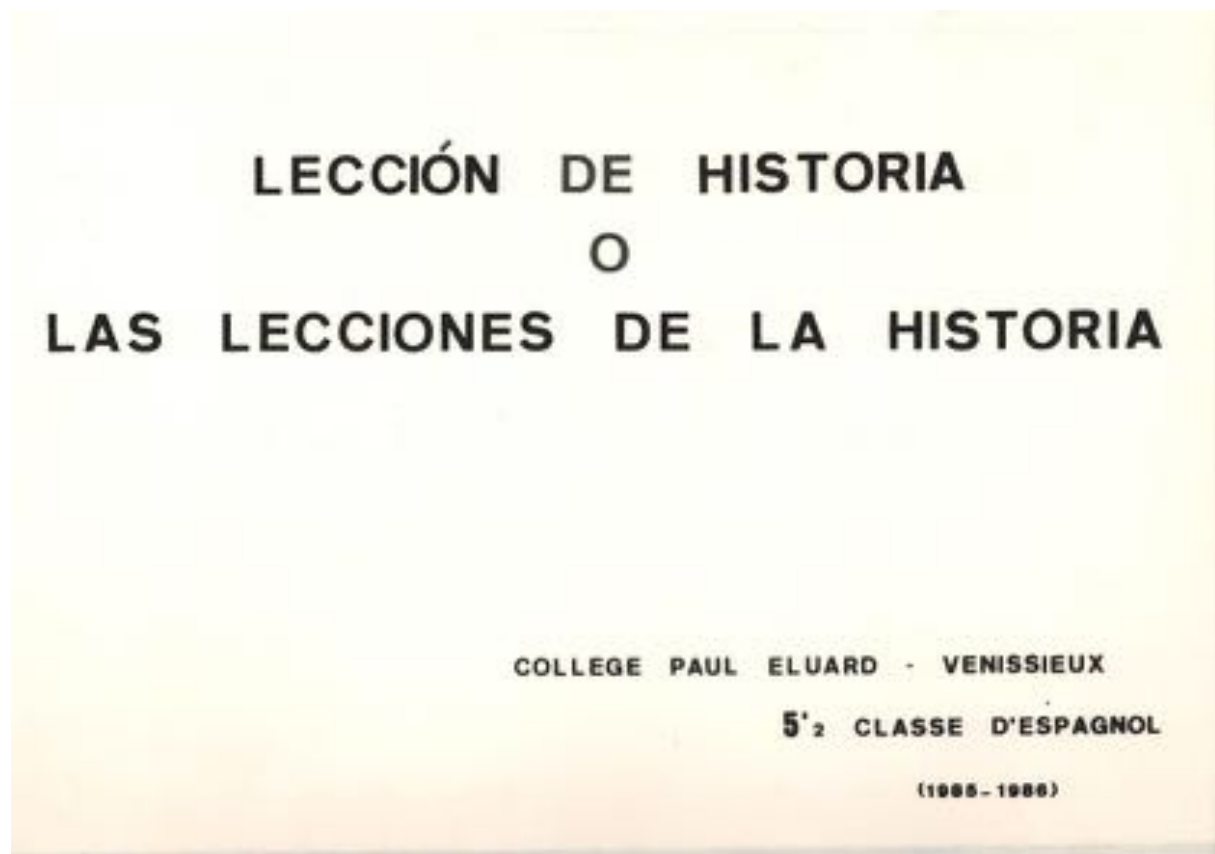 LECCIÓN DE HISTORIA
O
LAS LECCIONES DE LA HISTORIA
COLLEGE PAUL ELUARD - VENISSIEUX
5'2 CLASSE D'ESPAGNOL
(1985-1986)